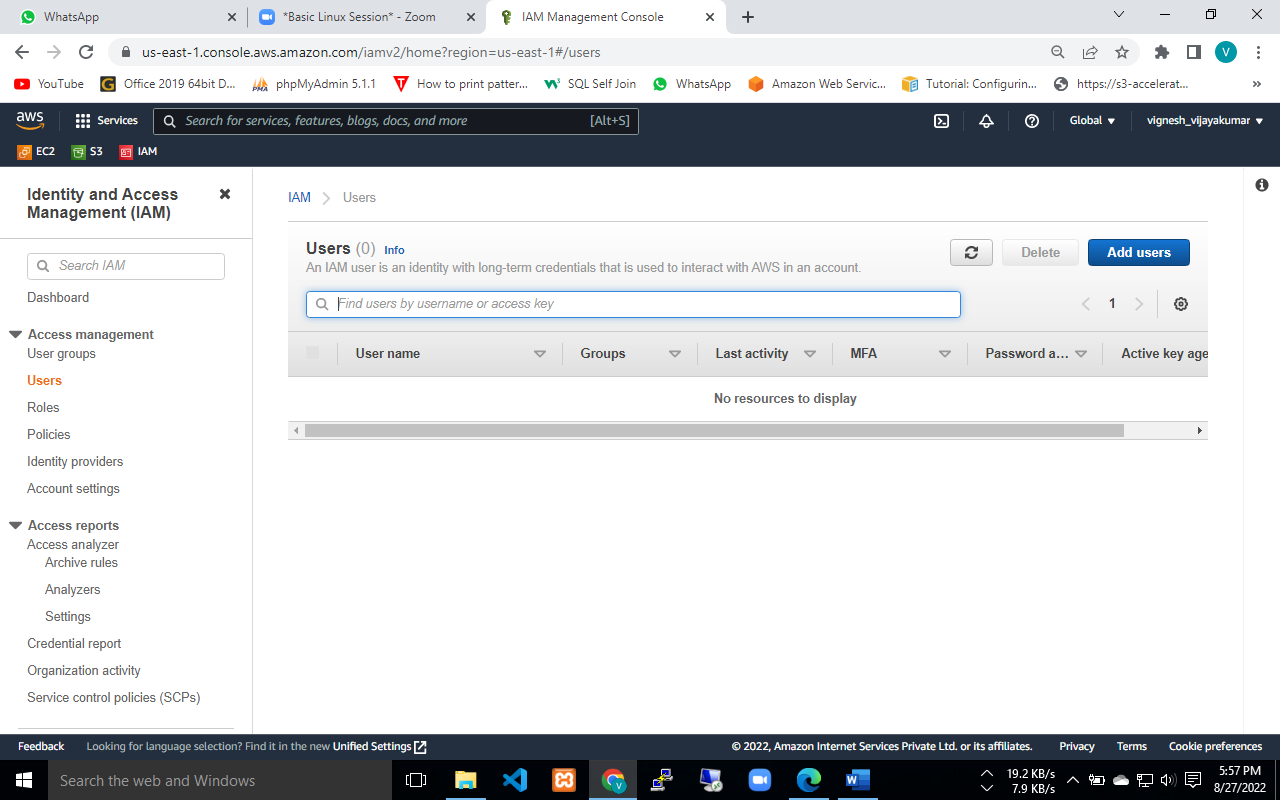 WhatsApp
*Basic Linux Session* - Zoom
IAM Management Console
us-east-1.console.aws.amazon.com/iamv2/home?region=us-east-1#/users
V
YouTube
Office 2019 64bit D...
phpMyAdmin 5.1.1
How to print patter...
SQL Self Join
WhatsApp
Amazon Web Servic...
Tutorial: Configurin...
https://s3-accelerat...
»
aws
Services
Search for services, features, blogs, docs, and more [Alt+S]
Global
vignesh_vijayakumar
EC2
S3
IAM
Identity and Access
Management (IAM)
Search IAM
Dashboard
Access management
User groups
Users
Roles
Policies
Identity providers
Account settings
Access reports
Access analyzer
Archive rules
Analyzers
Settings
Credential report
Organization activity
Service control policies (SCPs)
IAM
Users
Users (0) Info
An IAM user is an identity with long-term credentials that is used to interact with AWS in an account.
Delete
Add users
Find users by username or access key
1
User name
Groups
Last activity
MFA
Password a...
Active key age
No resources to display
Feedback
Looking for language selection? Find it in the new Unified Settings
© 2022, Amazon Internet Services Private Ltd. or its affiliates.
Privacy
Terms
Cookie preferences
Search the web and Windows
19.2 KB/s
7.9 KB/s
5:57 PM
8/27/2022